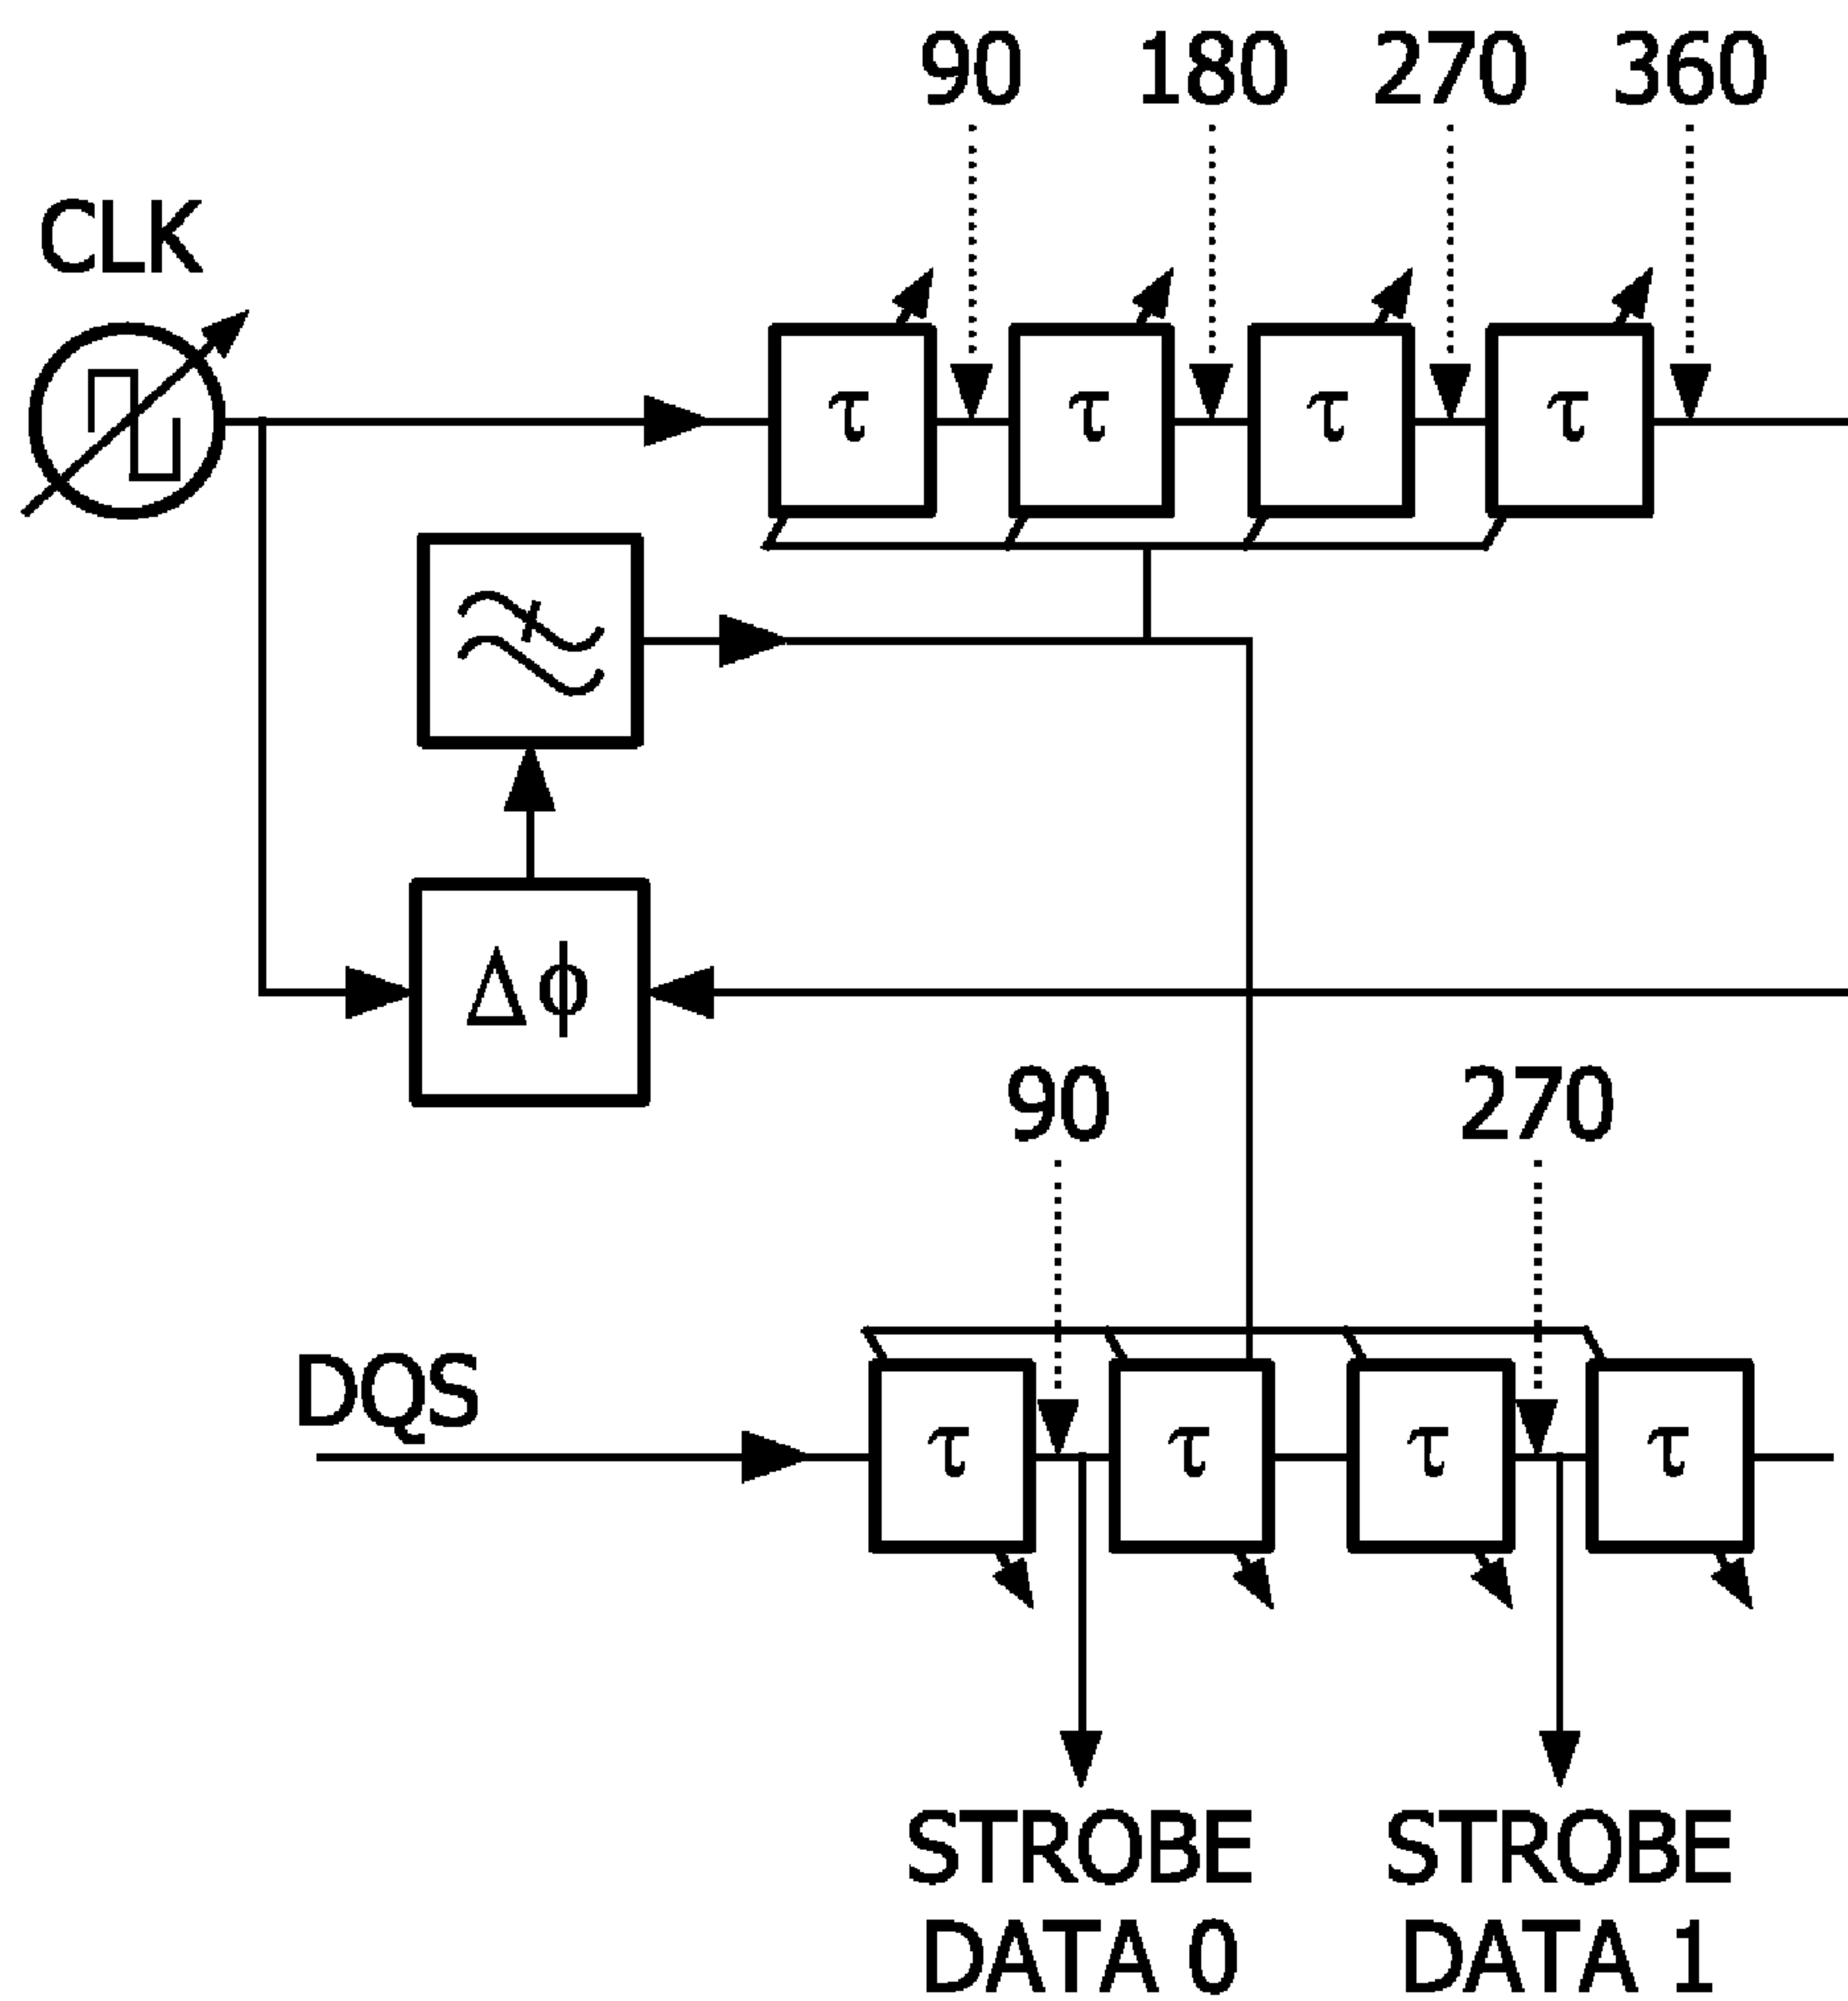 90 180 270 360
CLK
τ τ τ τ
Δϕ
90 270
DQS
τ τ τ τ
STROBE DATA 0
STROBE DATA 1